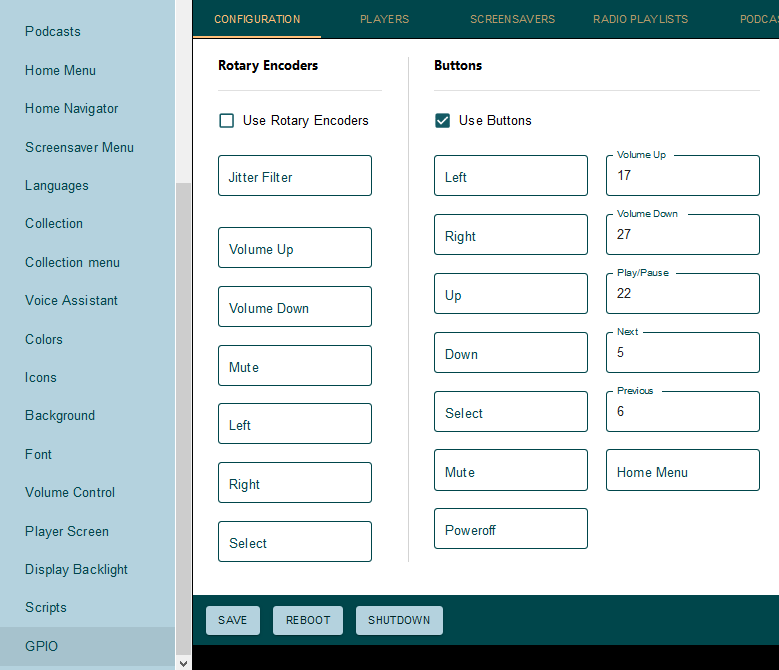 CONFIGURATION
PLAYERS
SCREENSAVERS
RADIO PLAYLISTS
PODCA
Podcasts
Home Menu
Home Navigator
Screensaver Menu
Languages
Collection
Collection menu
Voice Assistant
Colors
Icons
Background
Font
Volume Control
Player Screen
Display Backlight
Scripts
GPIO
Rotary Encoders
Use Rotary Encoders
Jitter Filter
Volume Up
Volume Down
Mute
Left
Right
Select
Buttons
Use Buttons
Left
Right
Up
Down
Select
Mute
Poweroff
Volume Up
17
Volume Down
27
Play/Pause
22
Next
5
Previous
6
Home Menu
SAVE
REBOOT
SHUTDOWN